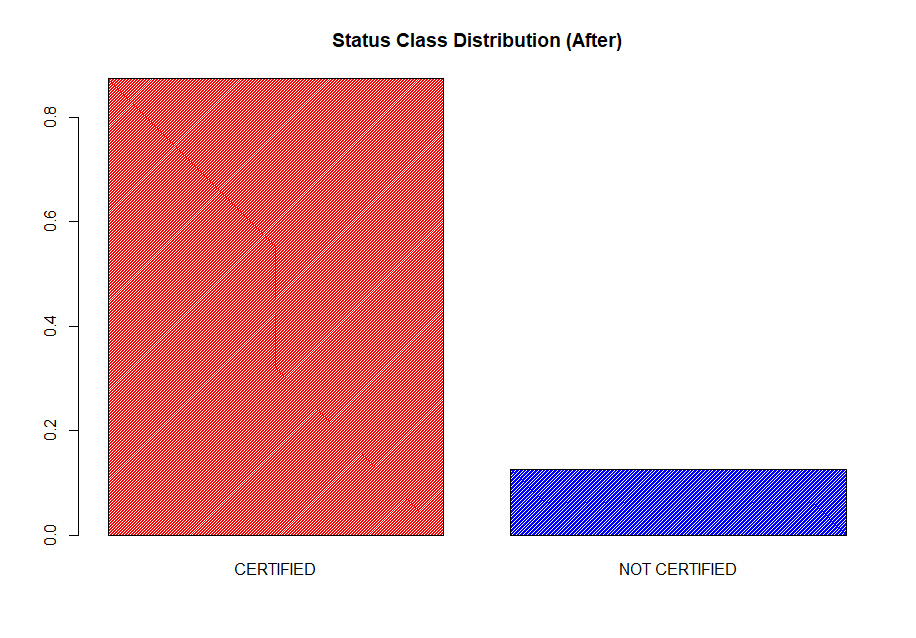 Status Class Distribution (After)
0.8
0.6
0.4
0.2
0.0
CERTIFIED
NOT CERTIFIED